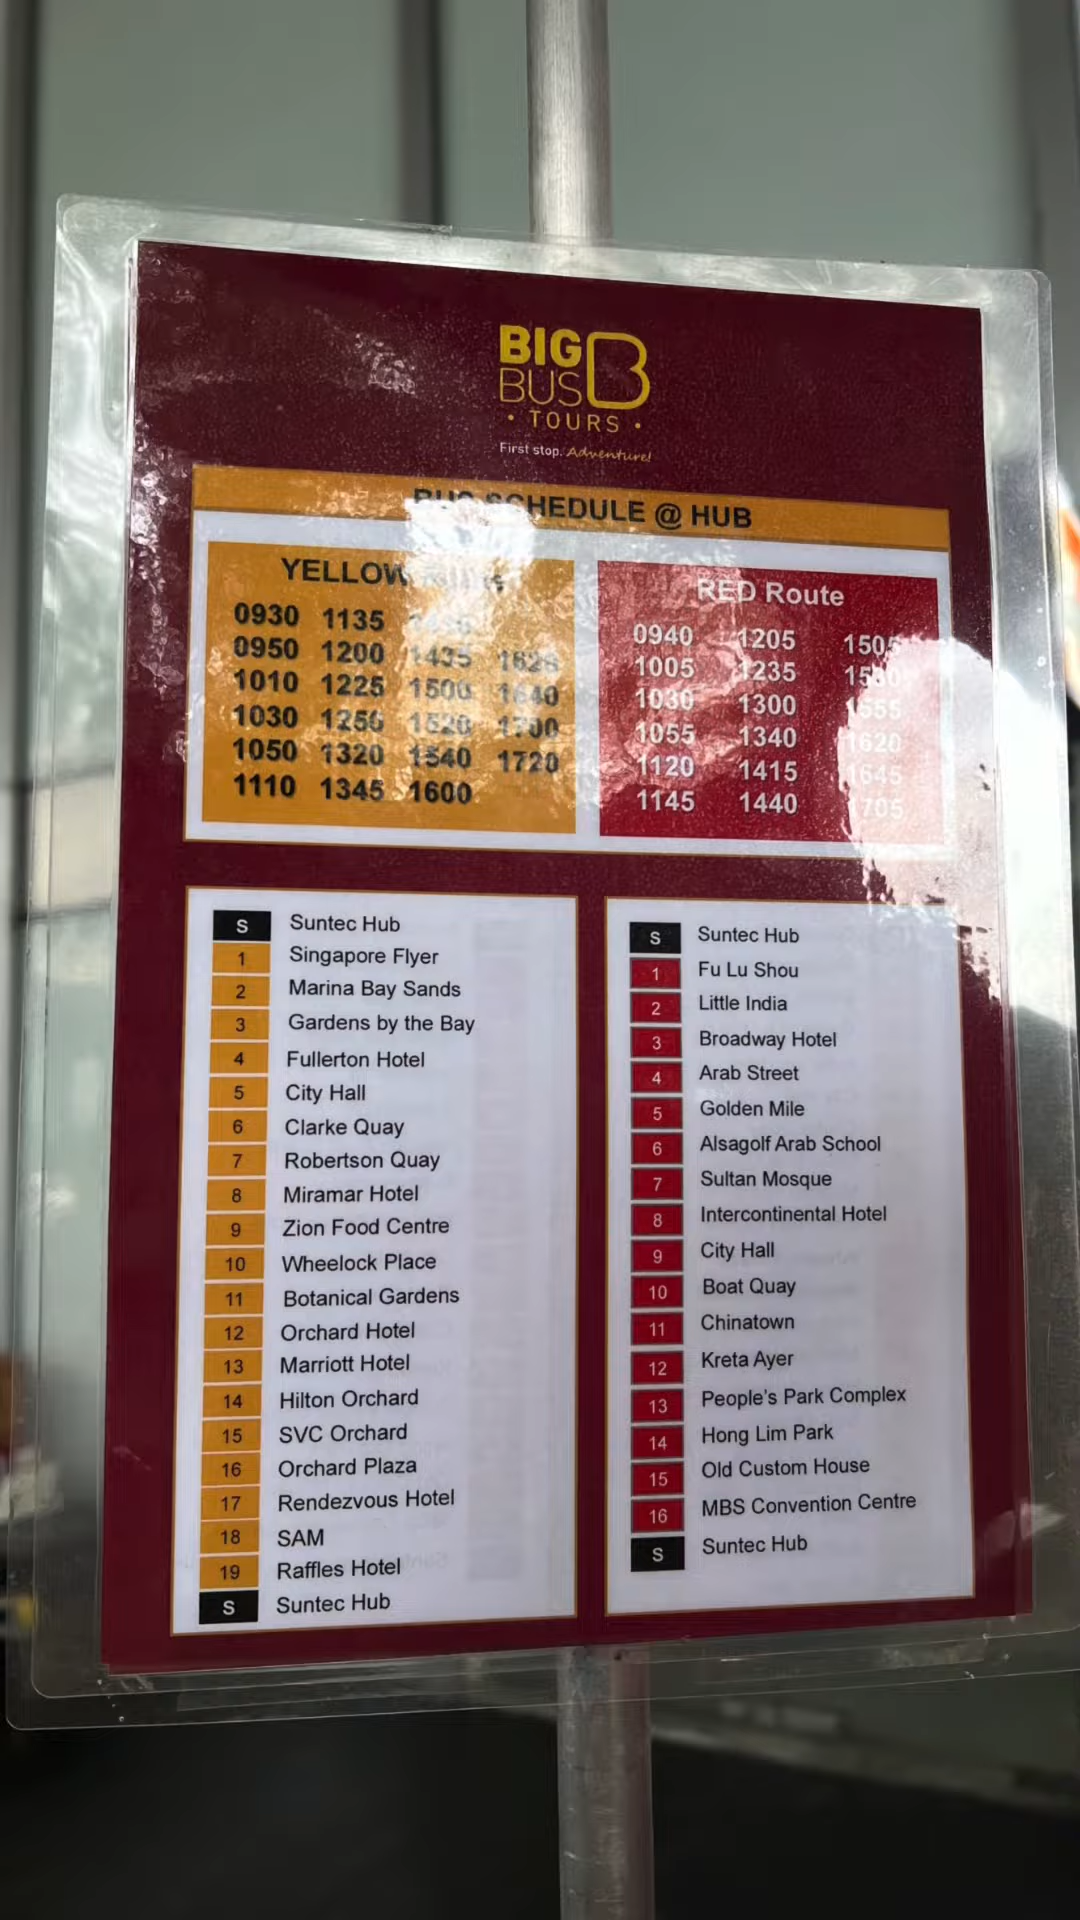 BIG B
BUS
• TOURS •
First stop. Adventure!
BUS SCHEDULE @ HUB
YELLOW
0930 1135
0950 1200 1435
1010 1225 1500 1640
1030 1250 1520 1700
1050 1320 1540 1720
1110 1345 1600
RED Route
0940 1205 1505
1005 1235
1030 1300 1555
1055 1340 1620
1120 1415 1645
1145 1440 1705
S Suntec Hub
1 Singapore Flyer
2 Marina Bay Sands
3 Gardens by the Bay
4 Fullerton Hotel
5 City Hall
6 Clarke Quay
7 Robertson Quay
8 Miramar Hotel
9 Zion Food Centre
10 Wheelock Place
11 Botanical Gardens
12 Orchard Hotel
13 Marriott Hotel
14 Hilton Orchard
15 SVC Orchard
16 Orchard Plaza
17 Rendezvous Hotel
18 SAM
19 Raffles Hotel
S Suntec Hub
S Suntec Hub
1 Fu Lu Shou
2 Little India
3 Broadway Hotel
4 Arab Street
5 Golden Mile
6 Alsagolf Arab School
7 Sultan Mosque
8 Intercontinental Hotel
9 City Hall
10 Boat Quay
11 Chinatown
12 Kreta Ayer
13 People's Park Complex
14 Hong Lim Park
15 Old Custom House
16 MBS Convention Centre
S Suntec Hub